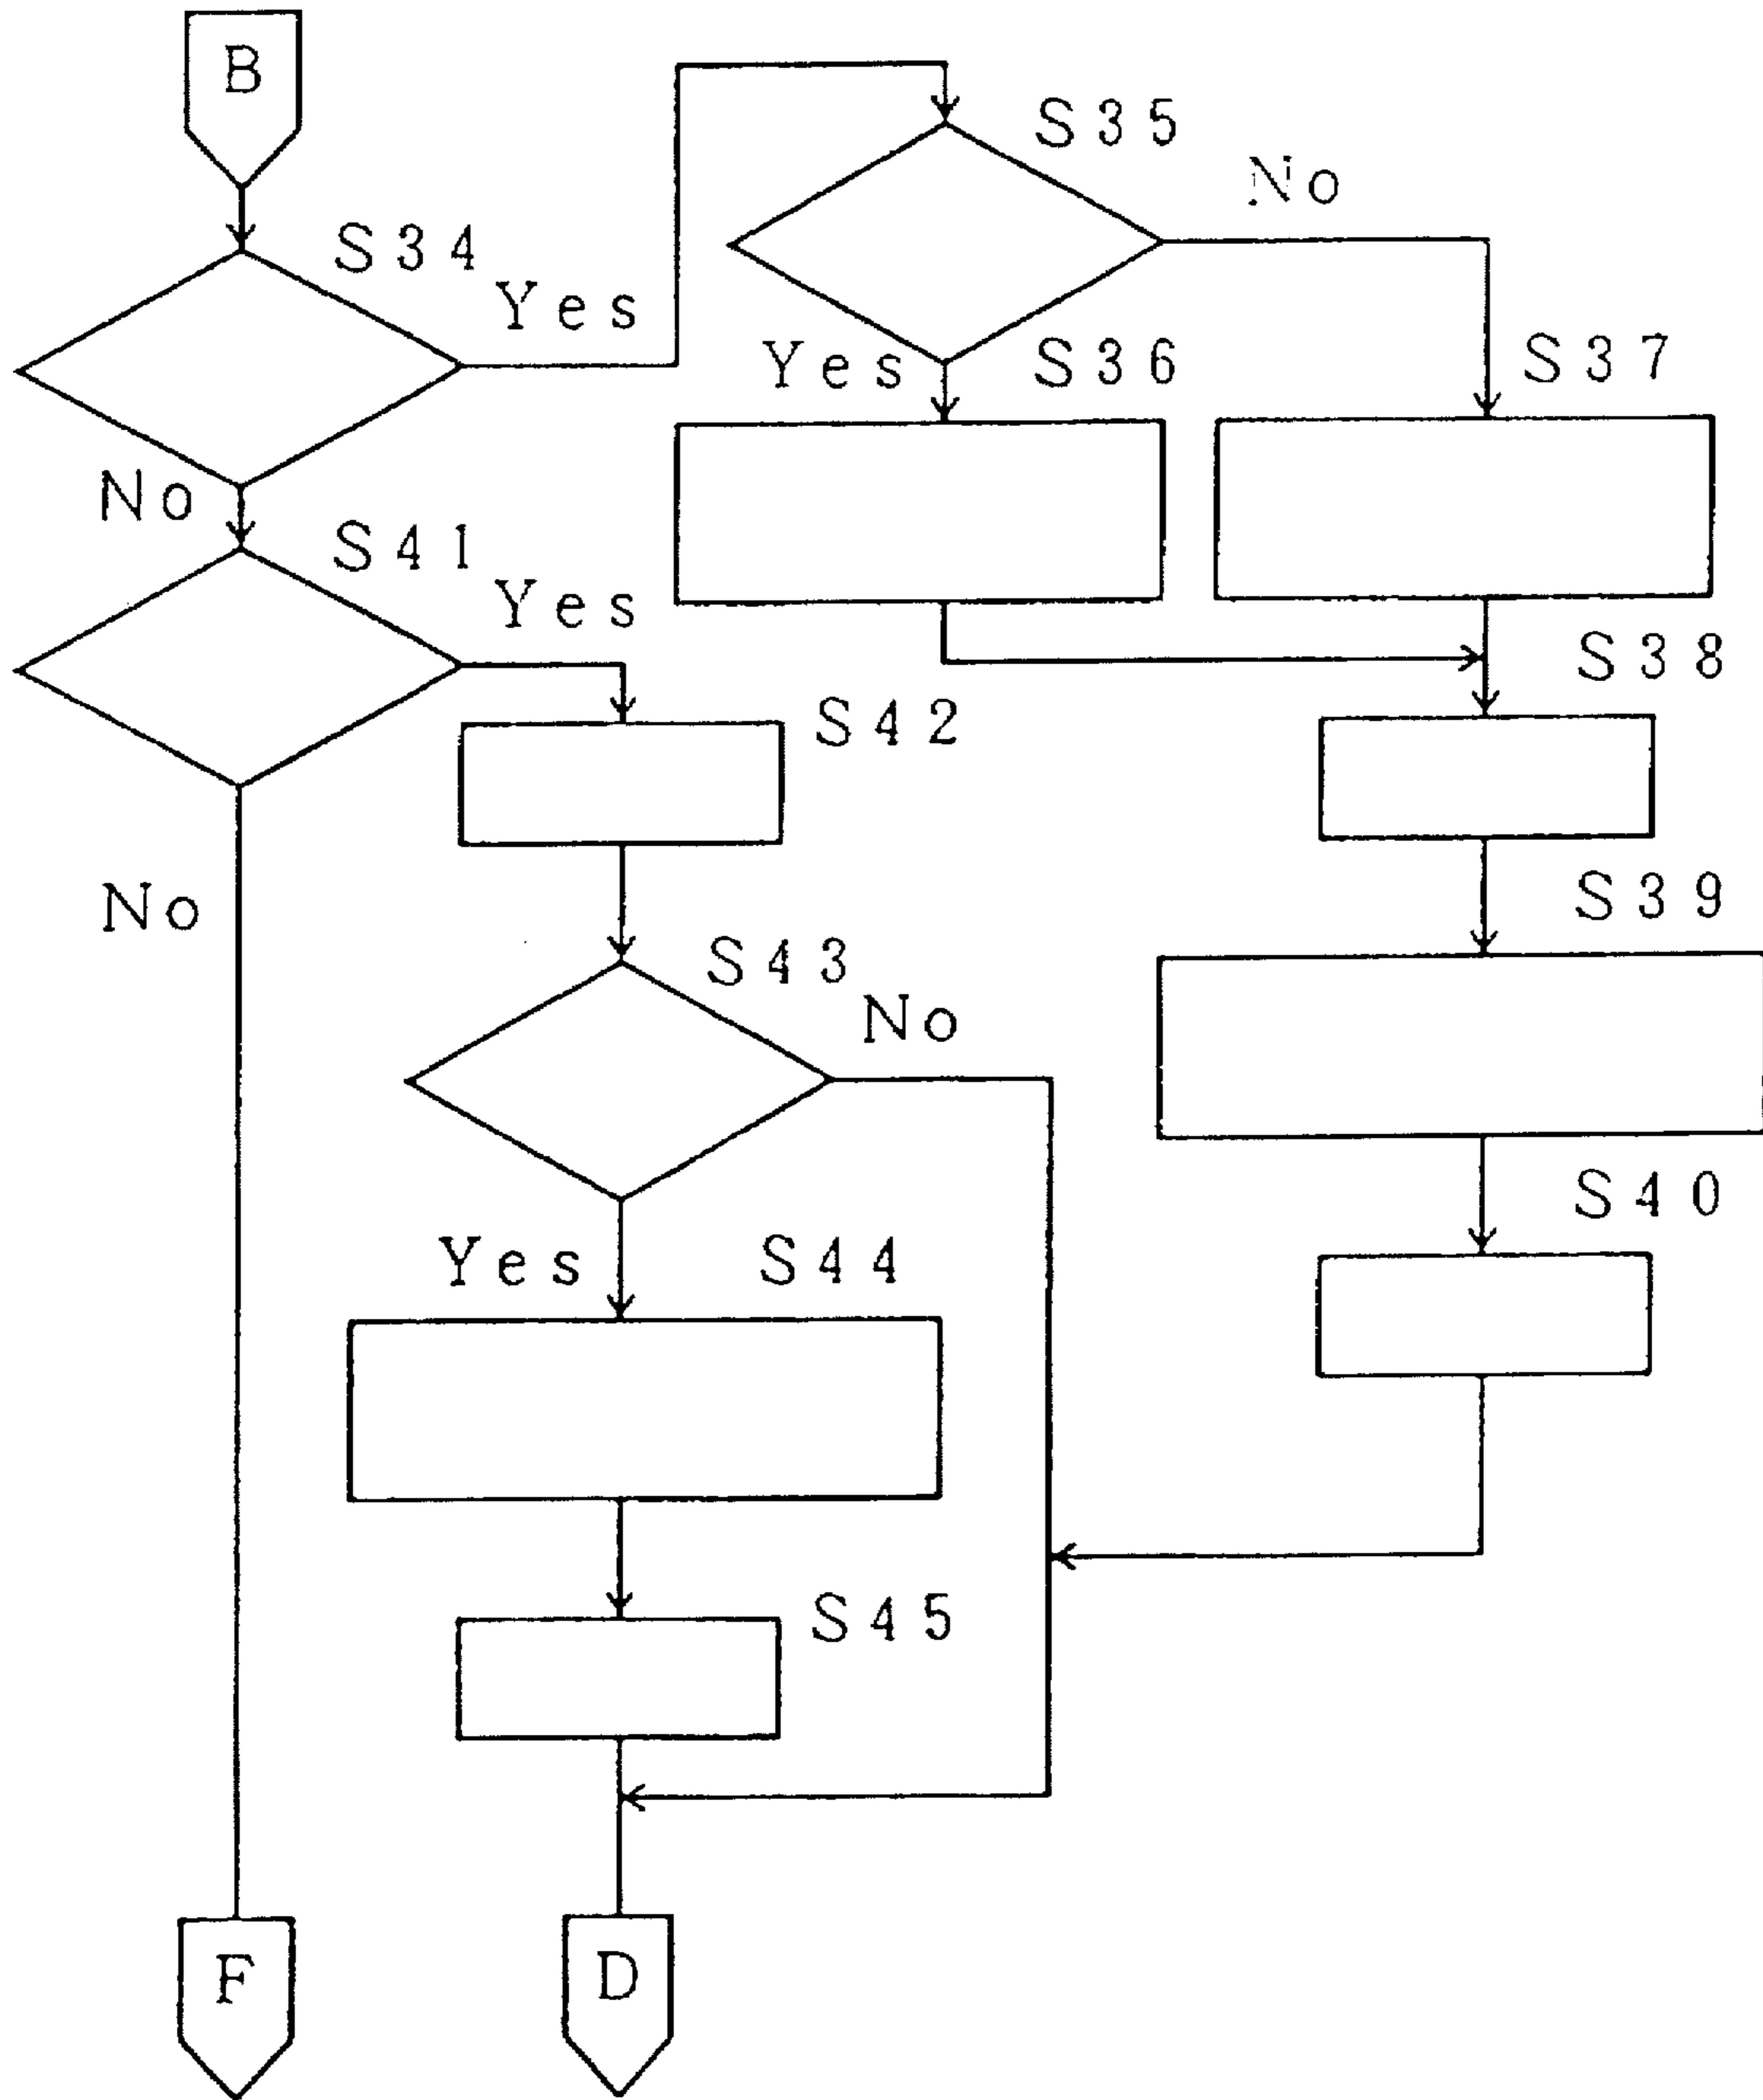 B
S35
No
S34
Yes
Yes
S36
S37
No
S41
Yes
S38
S42
No
S39
S43
No
S40
Yes
S44
S45
F
D